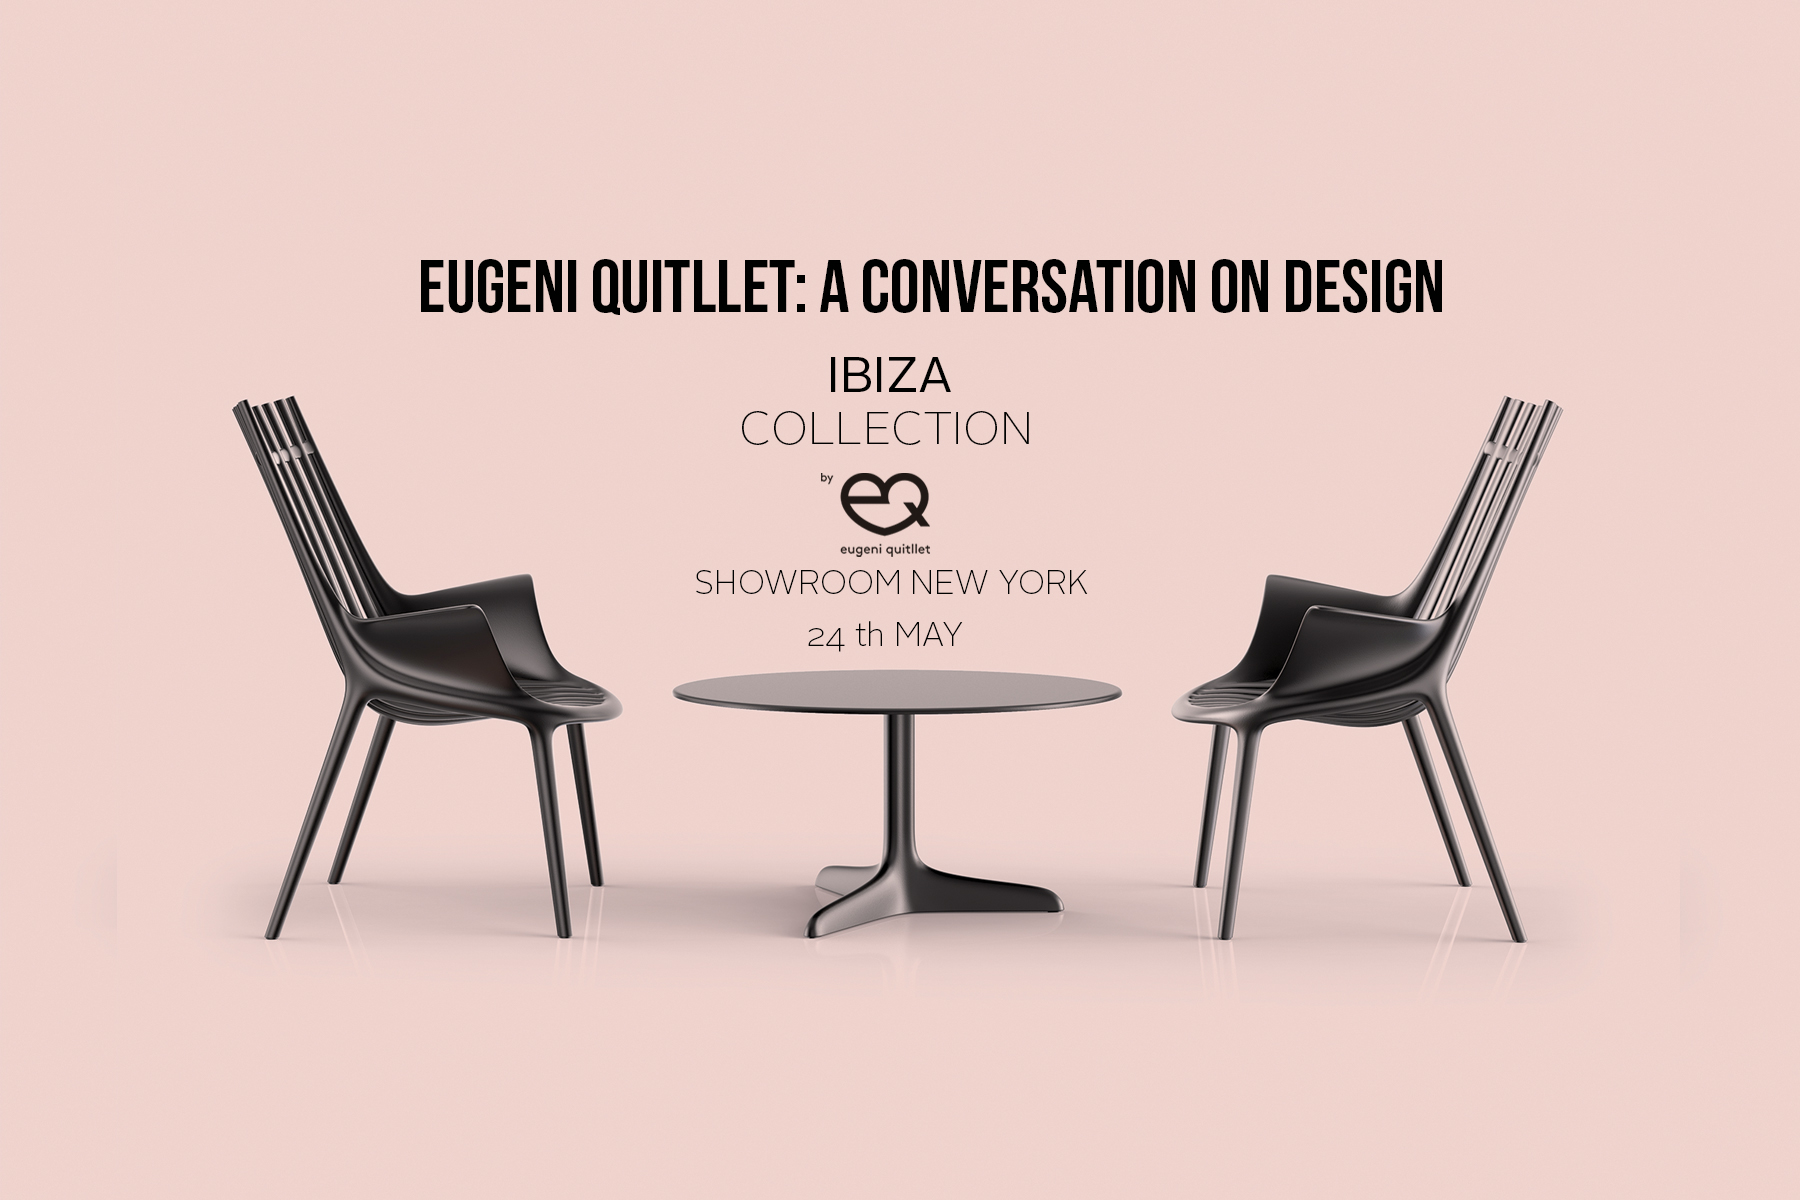 EUGENI QUITLLET: A CONVERSATION ON DESIGN
IBIZA
COLLECTION
by
eQ
eugeni quitllet
SHOWROOM NEW YORK
24 th MAY